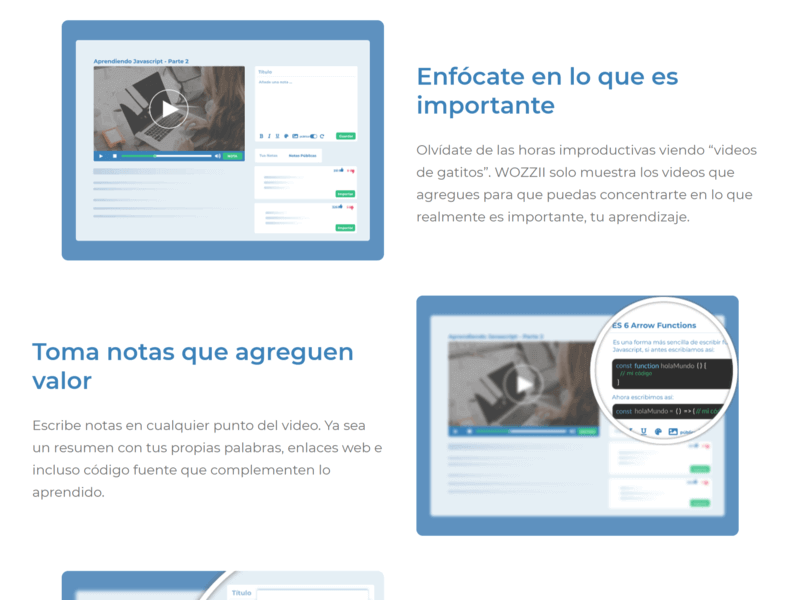 Aprendiendo Javascript - Parte 2
Título
Añade una nota ...
B I U
Guardar
NOTA
Tus Notas Notas Públicas
Importar
Importar
Enfócate en lo que es
importante
Olvídate de las horas improductivas viendo “videos
de gatitos”. WOZZII solo muestra los videos que
agregues para que puedas concentrarte en lo que
realmente es importante, tu aprendizaje.
Toma notas que agreguen
valor
Escribe notas en cualquier punto del video. Ya sea
un resumen con tus propias palabras, enlaces web e
incluso código fuente que complementen lo
aprendido.
Aprendiendo Javascript - Parte 2
ES 6 Arrow Functions
Es una forma más sencilla de escribir f
Javascript, si antes escribíamos así:
const function holaMundo () {
// mi código
}
Ahora escribimos así:
const holaMundo = () => { // mi có
U
Título